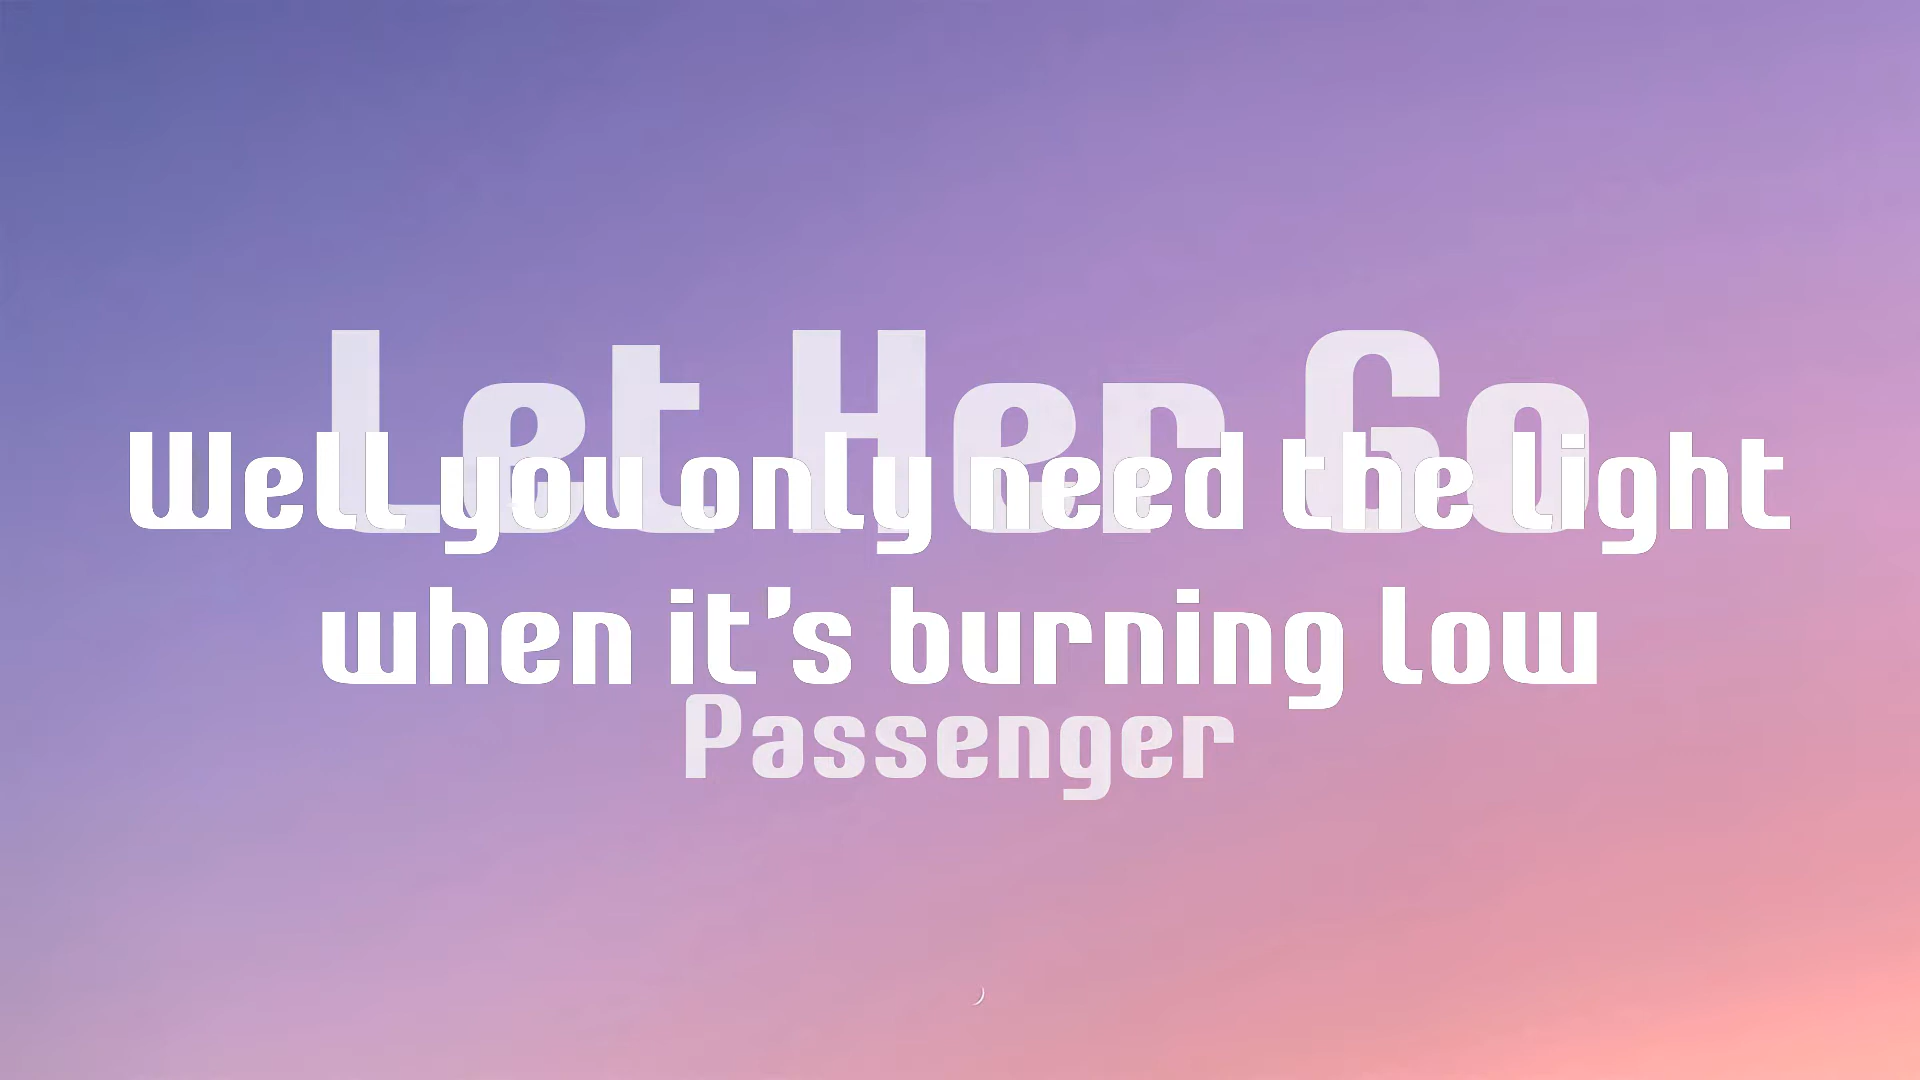 Let Her Go
Well you only need the light
when it's burning low
Passenger